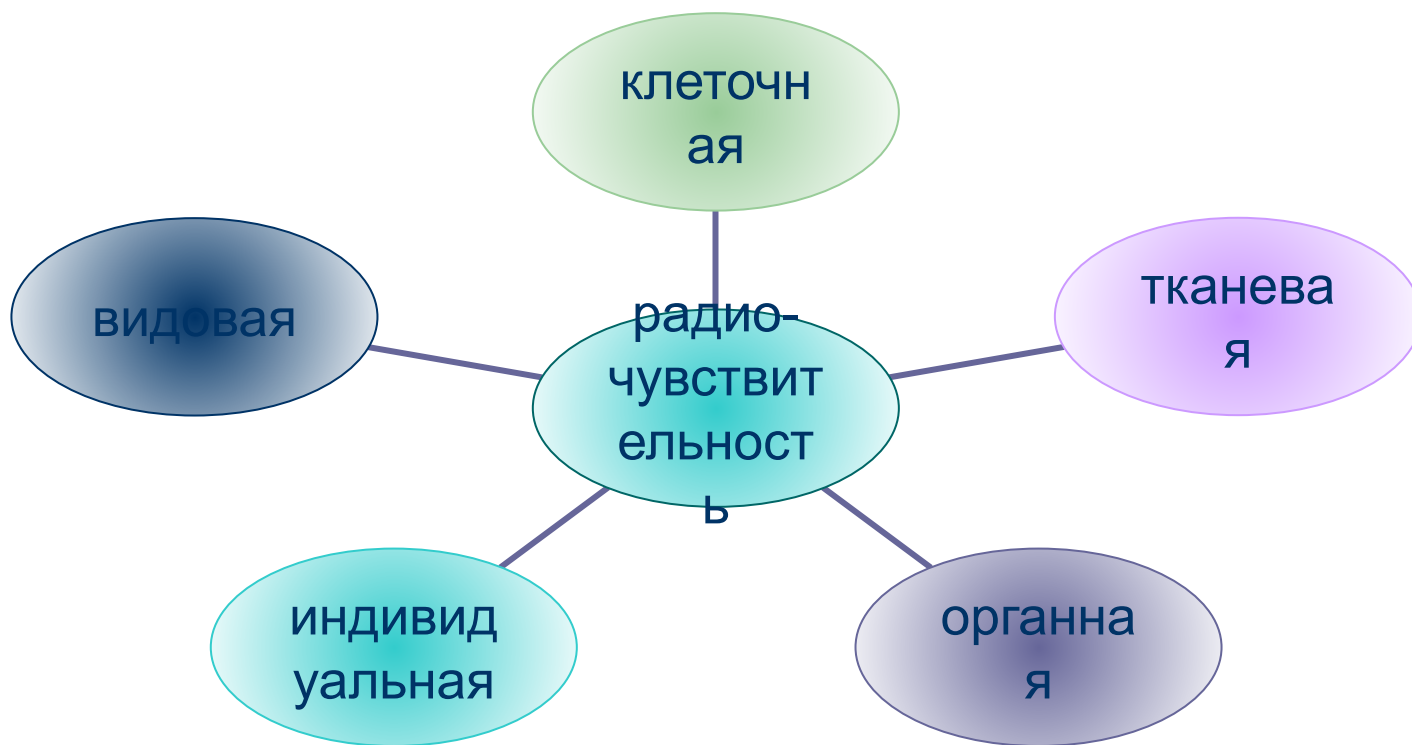 клеточн
ая
тканева
я
видовая
радио-
чувствит
ельност
ь
индивид
уальная
органна
я